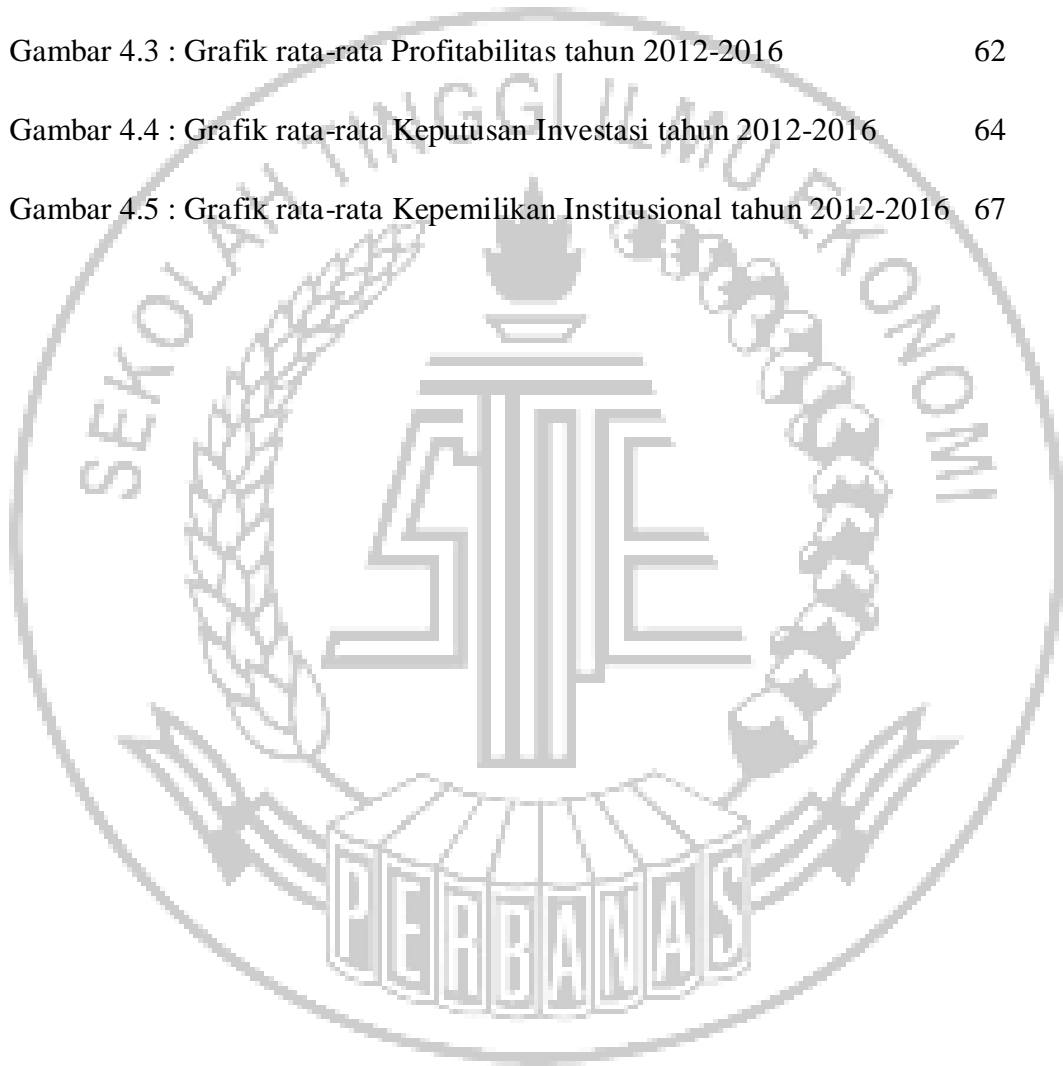 Gambar 4.3 : Grafik rata-rata Profitabilitas tahun 2012-2016 62
Gambar 4.4 : Grafik rata-rata Keputusan Investasi tahun 2012-2016 64
Gambar 4.5 : Grafik rata-rata Kepemilikan Institusional tahun 2012-2016 67
SEKOLAH TINGGI ILMU EKONOMI
STIE
PERBANAS